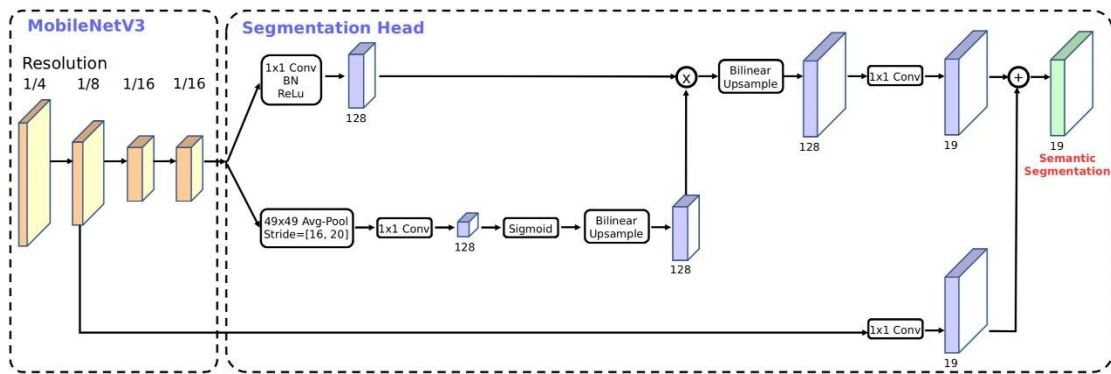 MobileNetV3
Segmentation Head
Resolution
1/4 1/8 1/16 1/16
1x1 Conv
BN
ReLu
128
X
Bilinear
Upsample
128
1x1 Conv
19
+
19
Semantic
Segmentation
49x49 Avg-Pool
Stride=[16, 20]
1x1 Conv
128
Sigmoid
Bilinear
Upsample
128
1x1 Conv
19